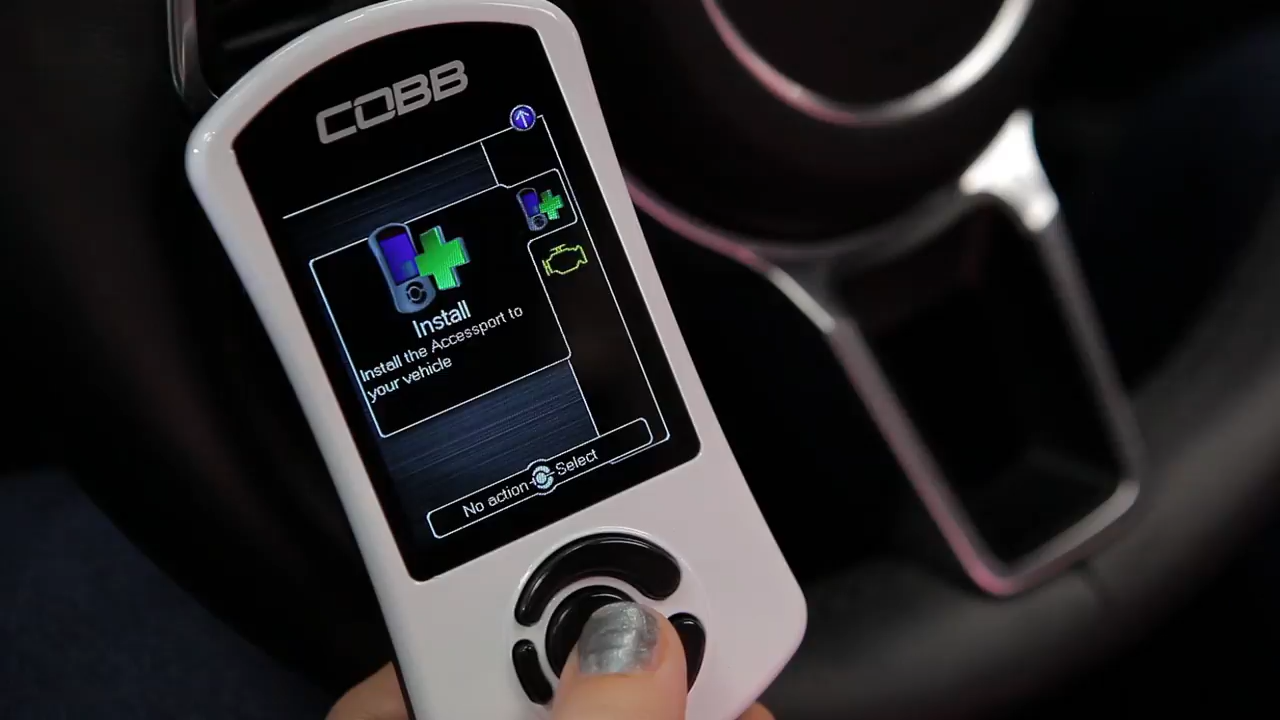 COBB
Install
Install the Accessport to
your vehicle
No action Select